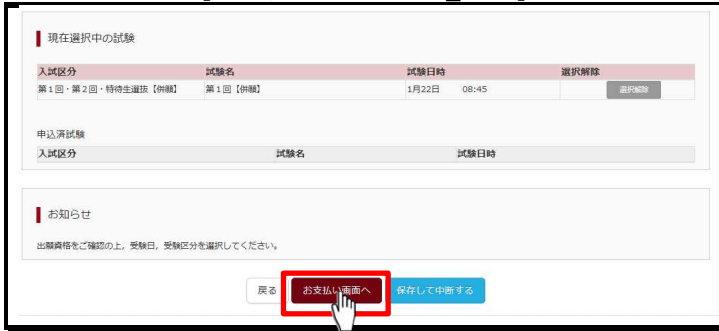 現在選択中の試験
入試区分 試験名 試験日時 選択解除
第1回・第2回・特待生選抜【併願】 第1回【併願】 1月22日 08:45 選択解除
申込済試験
入試区分 試験名 試験日時
お知らせ
出願資格をご確認の上，受験日，受験区分を選択してください。
戻る お支払い画面へ 保存して中断する